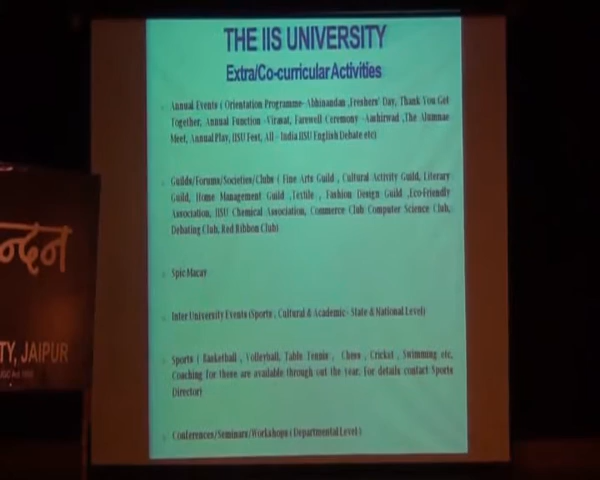 THE IIS UNIVERSITY
Extra/Co-curricular Activities
Annual Events ( Orientation Programme- Abhinandan ,Freshers' Day, Thank You Get
Together, Annual Function -Virasat, Farewell Ceremony -Aashirwad ,The Alumnae
Meet, Annual Play, IISU Fest, All - India IISU English Debate etc)
Guilds/Forums/Societies/Clubs ( Fine Arts Guild , Cultural Activity Guild, Literary
Guild, Home Management Guild ,Textile , Fashion Design Guild ,Eco-Friendly
Association, IISU Chemical Association, Commerce Club Computer Science Club,
Debating Club, Red Ribbon Club)
Spic Macay
Inter University Events (Sports , Cultural & Academic- State & National Level)
Sports ( Basketball , Volleyball, Table Tennis , Chess , Cricket , Swimming etc,
Coaching for these are available through out the year. For details contact Sports
Director)
Conferences/Seminars/Workshops ( Departmental Level )
न्दन
TY, JAIPUR